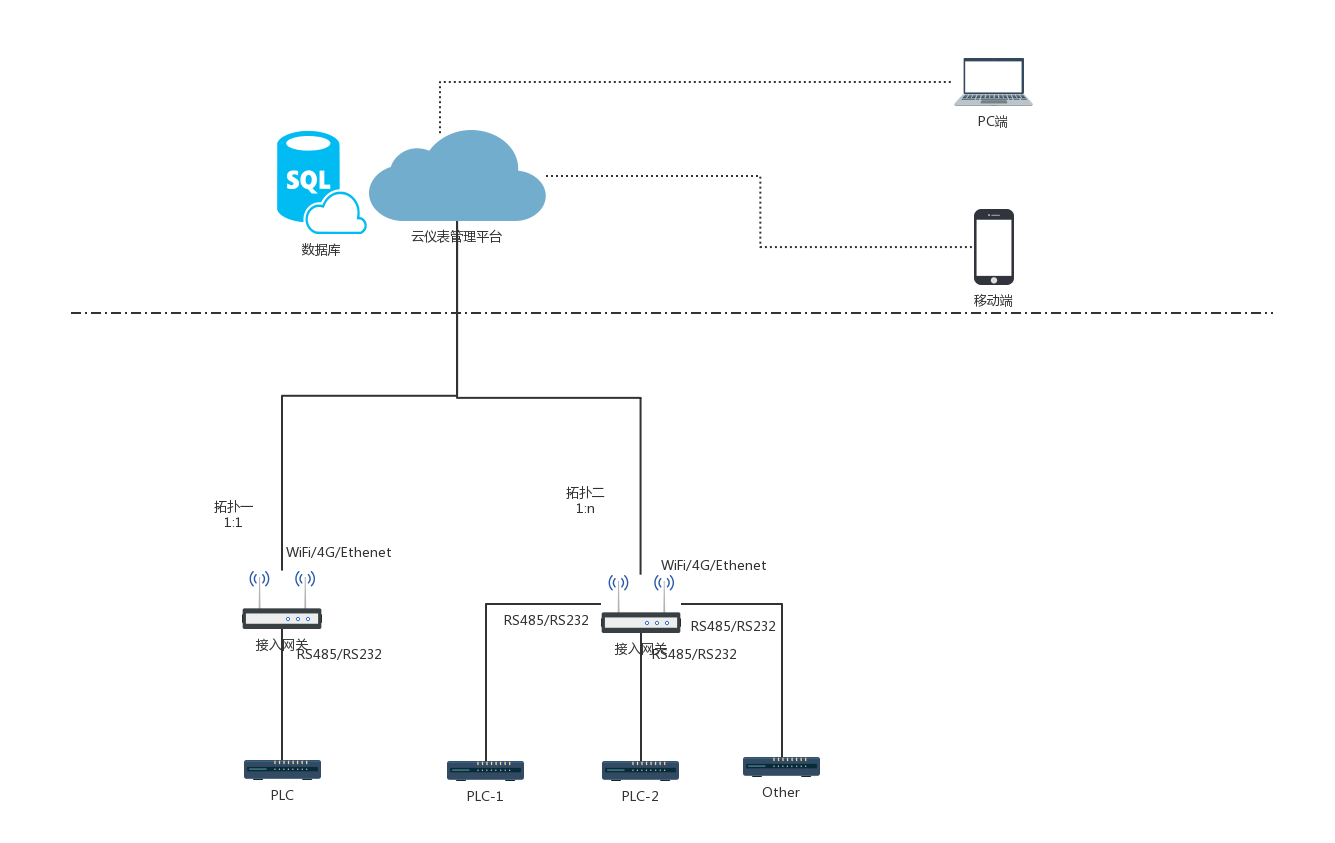 PC端
SQL
数据库
云仪表管理平台
移动端
拓扑一
1:1
拓扑二
1:n
WiFi/4G/Ethenet
WiFi/4G/Ethenet
接入网关
RS485/RS232
RS485/RS232
接入网关
RS485/RS232
RS485/RS232
PLC
PLC-1
PLC-2
Other